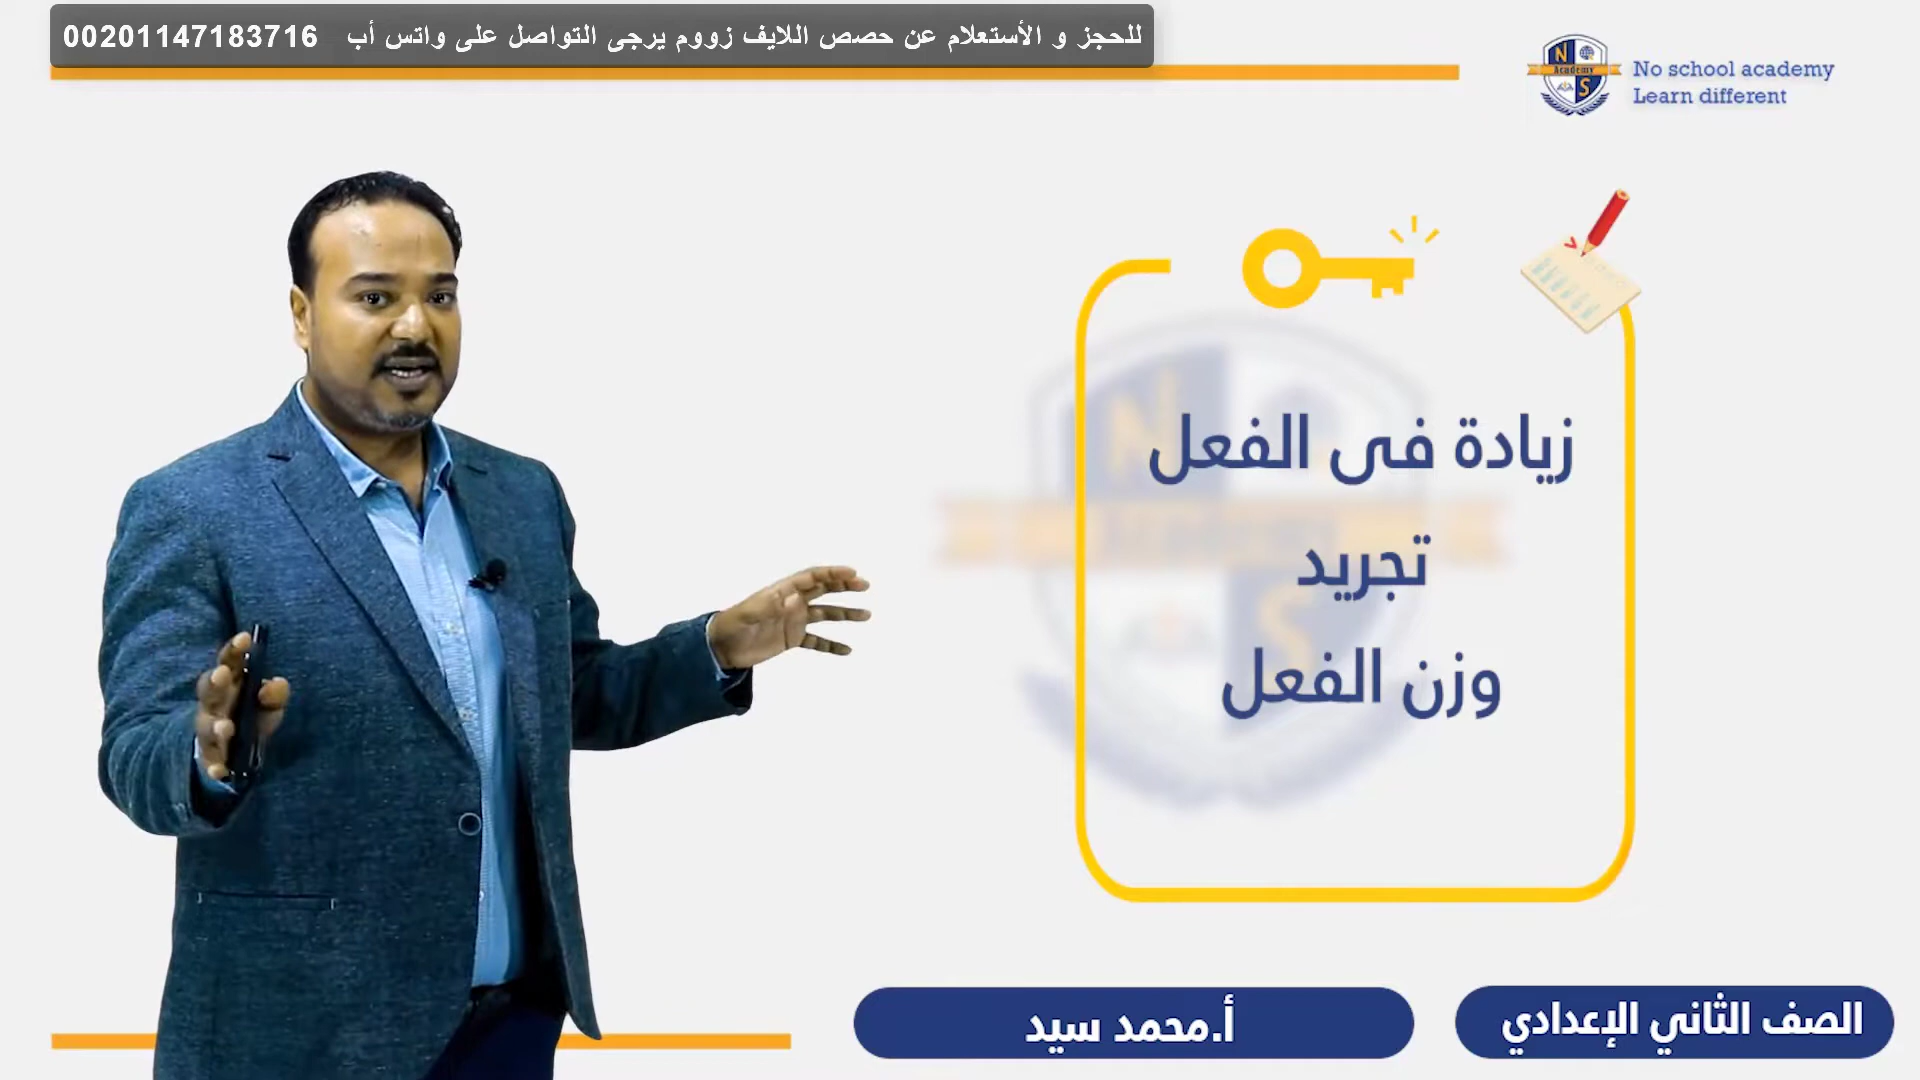 للحجز و الأستعلام عن حصص اللايف زووم يرجى التواصل على واتس أب 00201147183716
No school academy
Learn different
N S
Academy
زيادة فى الفعل
تجريد
وزن الفعل
أ.محمد سيد
الصف الثاني الإعدادي